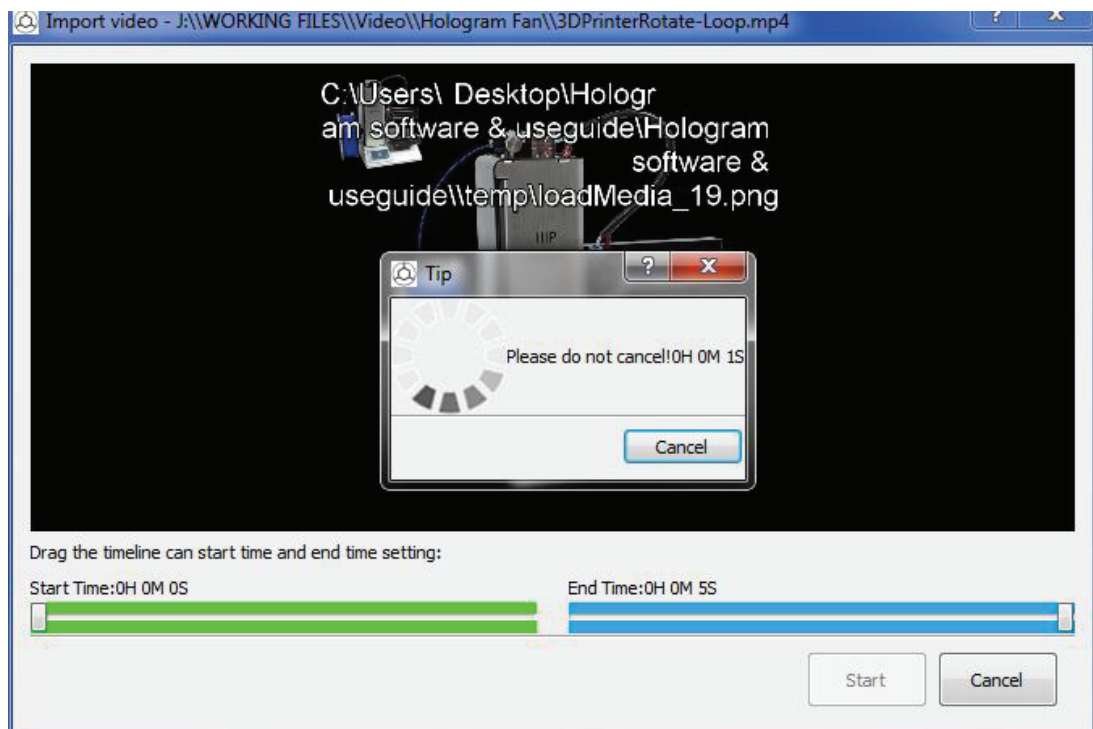 Import video - J:\\WORKING FILES\\Video\\Hologram Fan\\3DPrinterRotate-Loop.mp4
? X
C:\Users\ Desktop\Hologr
am software & useguide\Hologram
software &
useguide\\temp\loadMedia_19.png
IIIP
Tip ? X
Please do not cancel!0H 0M 1S
Cancel
Drag the timeline can start time and end time setting:
Start Time:0H 0M 0S
End Time:0H 0M 5S
Start
Cancel